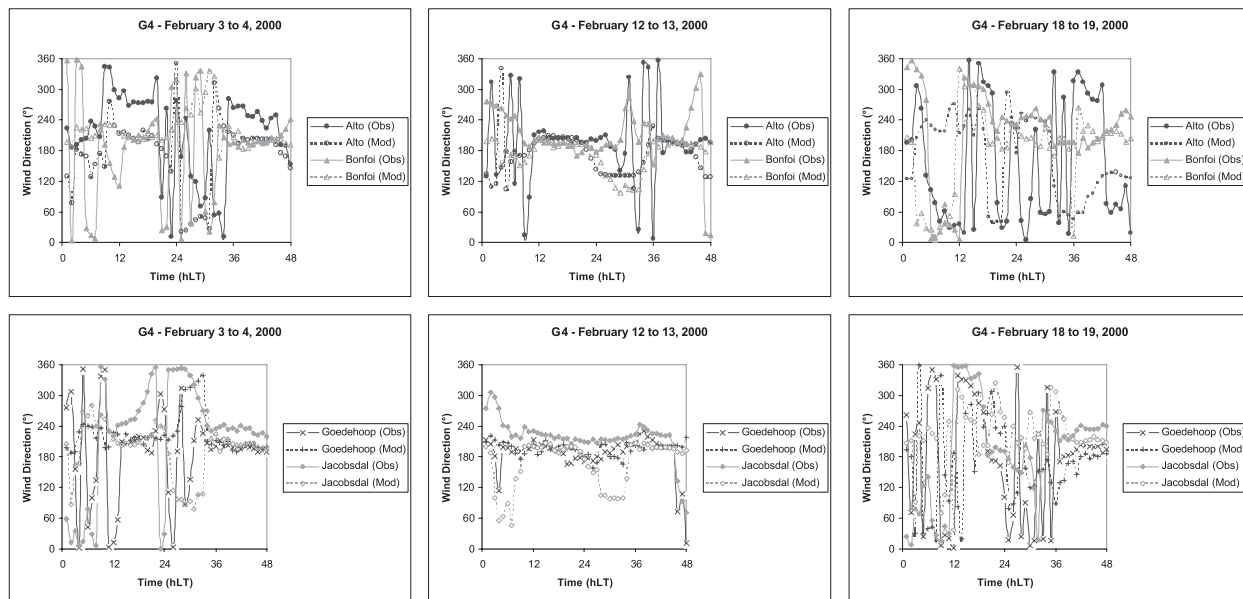 G4 - February 3 to 4, 2000
360
300
240
180
120
60
0
Wind Direction (°)
0 12 24 36 48
Time (hLT)
Alto (Obs)
Alto (Mod)
Bonfoi (Obs)
Bonfoi (Mod)
G4 - February 12 to 13, 2000
360
300
240
180
120
60
0
Wind Direction (°)
0 12 24 36 48
Time (hLT)
Alto (Obs)
Alto (Mod)
Bonfoi (Obs)
Bonfoi (Mod)
G4 - February 18 to 19, 2000
360
300
240
180
120
60
0
Wind Direction (°)
0 12 24 36 48
Time (hLT)
Alto (Obs)
Alto (Mod)
Bonfoi (Obs)
Bonfoi (Mod)
G4 - February 3 to 4, 2000
360
300
240
180
120
60
0
Wind Direction (°)
0 12 24 36 48
Time (hLT)
Goedehoop (Obs)
Goedehoop (Mod)
Jacobsdal (Obs)
Jacobsdal (Mod)
G4 - February 12 to 13, 2000
360
300
240
180
120
60
0
Wind Direction (°)
0 12 24 36 48
Time (hLT)
Goedehoop (Obs)
Goedehoop (Mod)
Jacobsdal (Obs)
Jacobsdal (Mod)
G4 - February 18 to 19, 2000
360
300
240
180
120
60
0
Wind Direction (°)
0 12 24 36 48
Time (hLT)
Goedehoop (Obs)
Goedehoop (Mod)
Jacobsdal (Obs)
Jacobsdal (Mod)